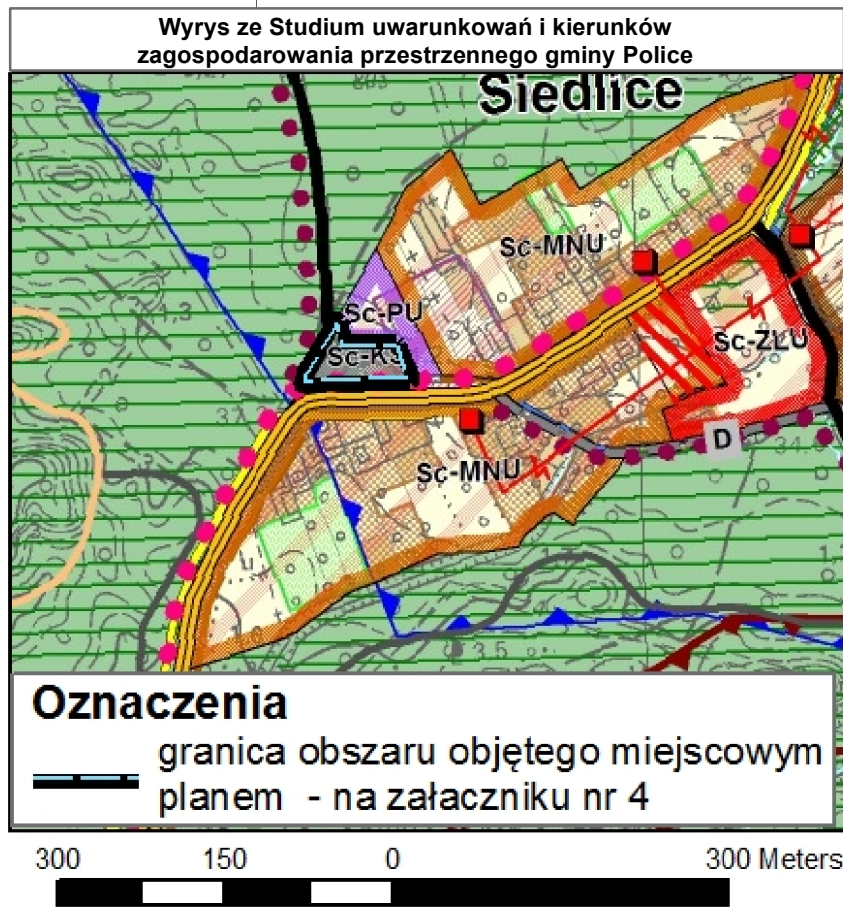 Wyrys ze Studium uwarunkowań i kierunków
zagospodarowania przestrzennego gminy Police
Siedlice
Sc-MNU
Sc-PU
Sc-KS
Sc-ZLU
D
Sc-MNU
Oznaczenia
granica obszaru objętego miejscowym
planem - na załaczniku nr 4
300 150 0 300 Meters